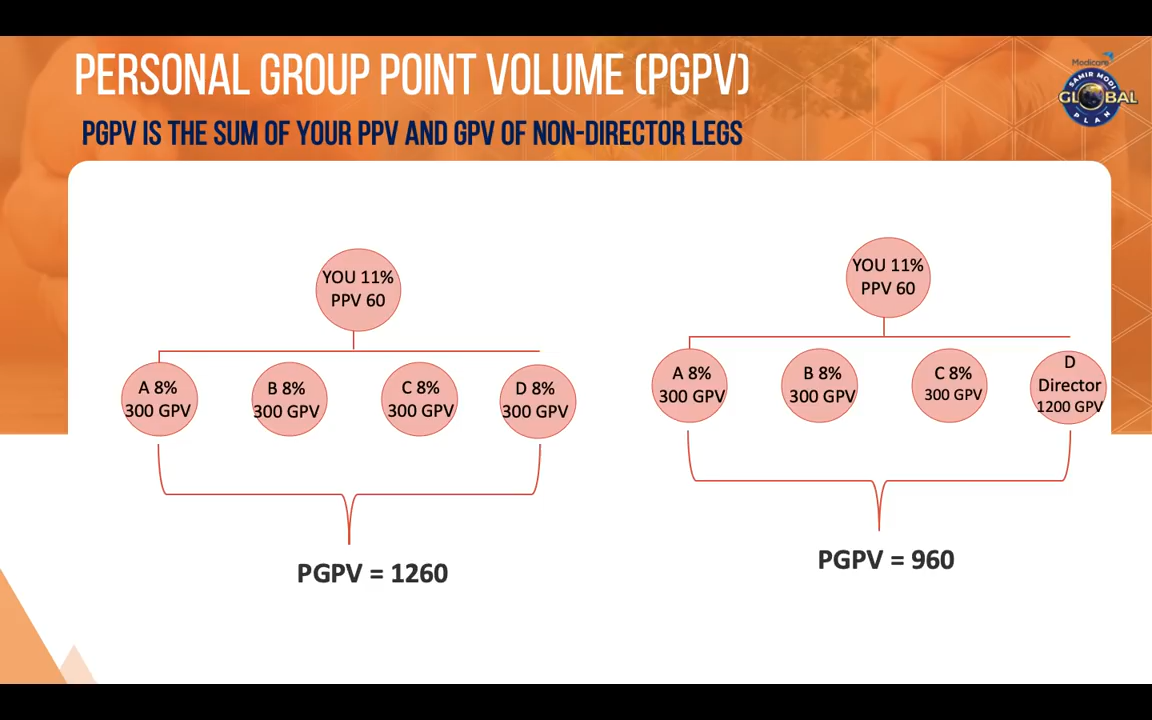 PERSONAL GROUP POINT VOLUME (PGPV)
PGPV IS THE SUM OF YOUR PPV AND GPV OF NON-DIRECTOR LEGS
Modicare
SAMIR MODI
GLOBAL
PLAN
YOU 11%
PPV 60
A 8%
300 GPV
B 8%
300 GPV
C 8%
300 GPV
D 8%
300 GPV
PGPV = 1260
YOU 11%
PPV 60
A 8%
300 GPV
B 8%
300 GPV
C 8%
300 GPV
D
Director
1200 GPV
PGPV = 960